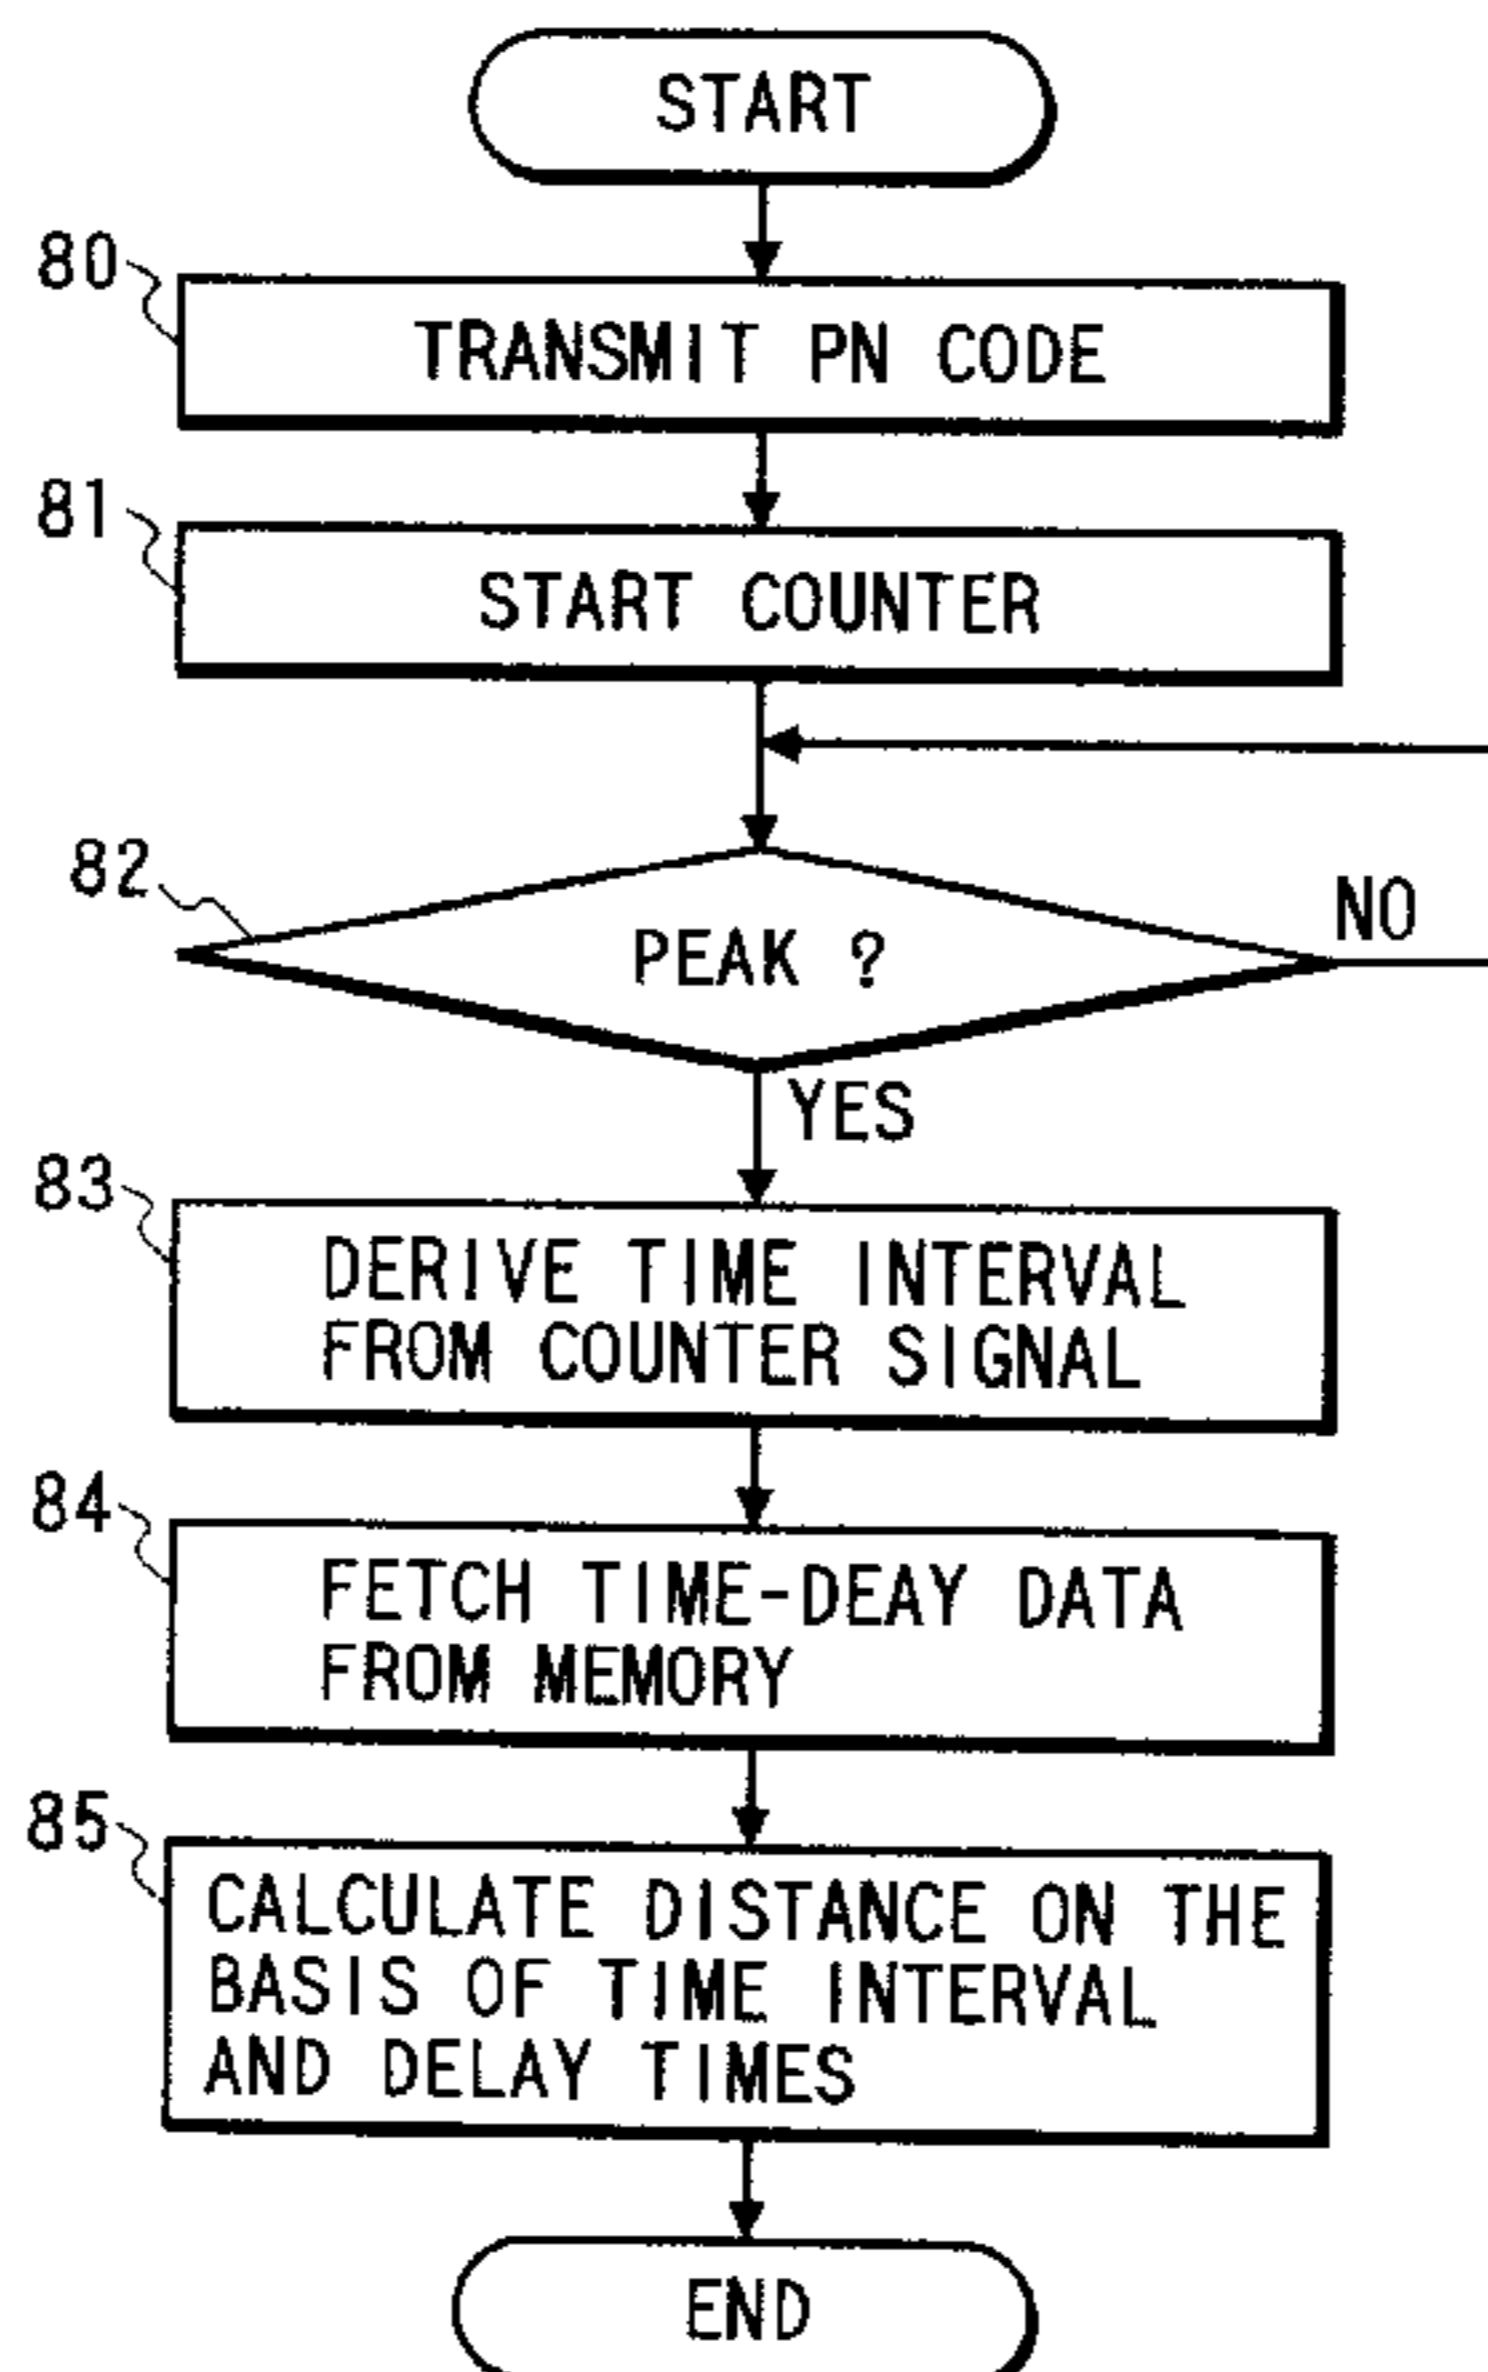 START
80
TRANSMIT PN CODE
81
START COUNTER
82
PEAK ?
NO
YES
83
DERIVE TIME INTERVAL
FROM COUNTER SIGNAL
84
FETCH TIME-DEAY DATA
FROM MEMORY
85
CALCULATE DISTANCE ON THE
BASIS OF TIME INTERVAL
AND DELAY TIMES
END